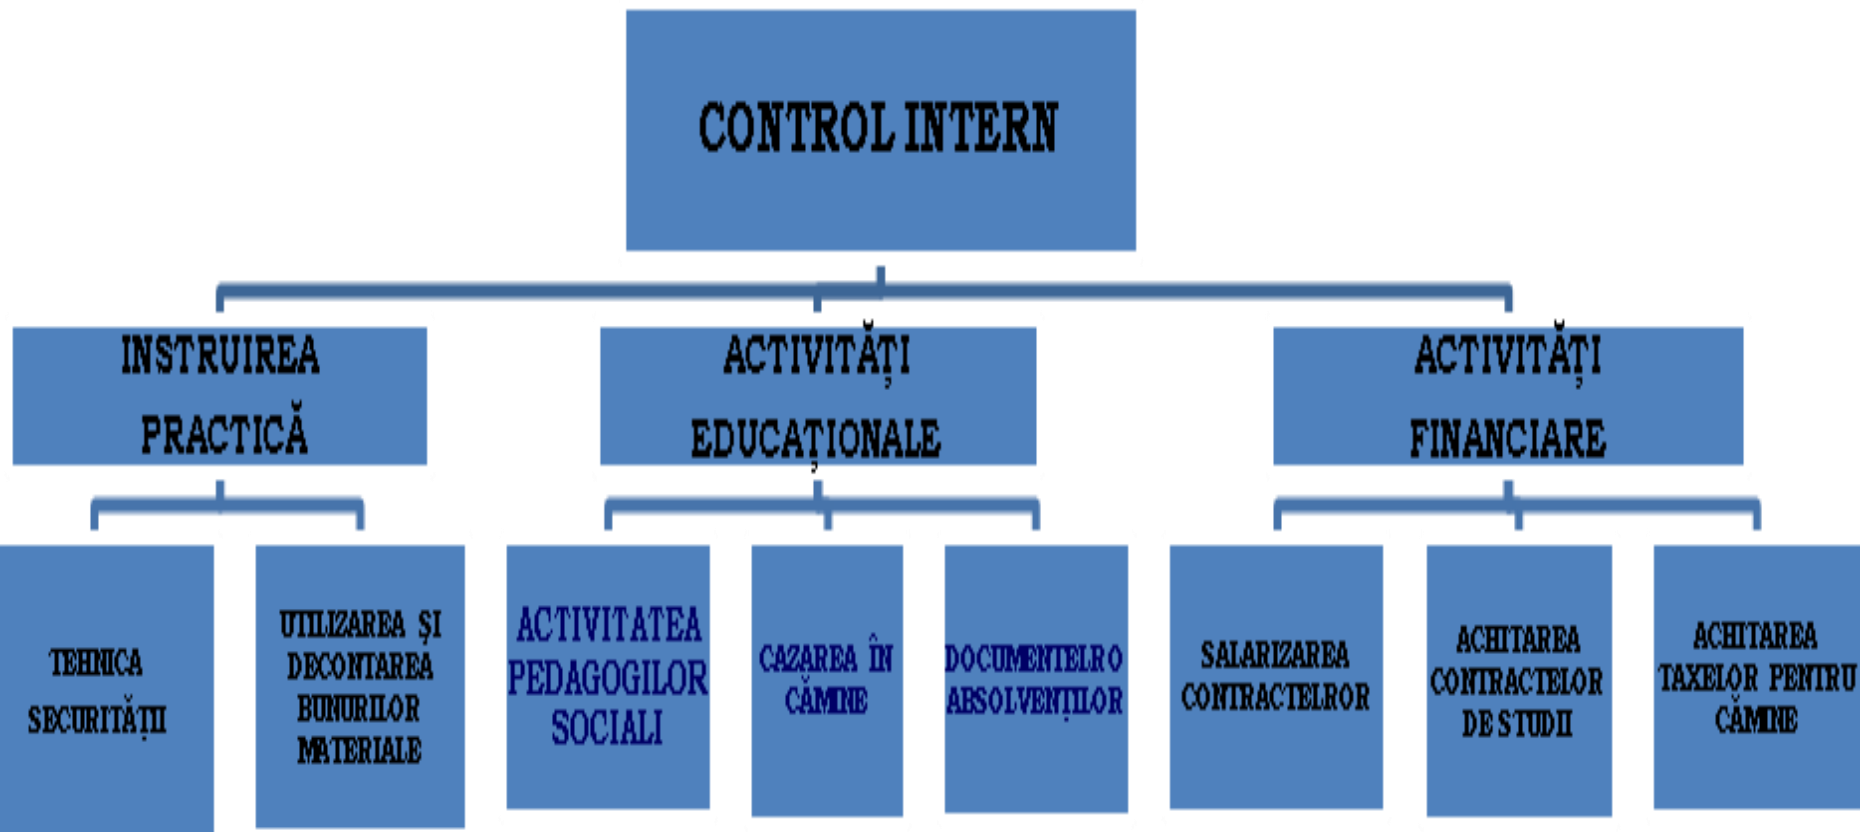 CONTROL INTERN
INSTRUIREA
PRACTICĂ
ACTIVITĂȚI
EDUCAȚIONALE
ACTIVITĂȚI
FINANCIARE
TEHNICA
SECURITĂȚII
UTILIZAREA ȘI
DECONTAREA
BUNURILOR
MATERIALE
ACTIVITATEA
PEDAGOGILOR
SOCIALI
CAZAREA ÎN
CĂMINE
DOCUMENTELRO
ABSOLVENȚILOR
SALARIZAREA
CONTRACTELROR
ACHITAREA
CONTRACTELOR
DE STUDII
ACHITAREA
TAXELOR PENTRU
CĂMINE